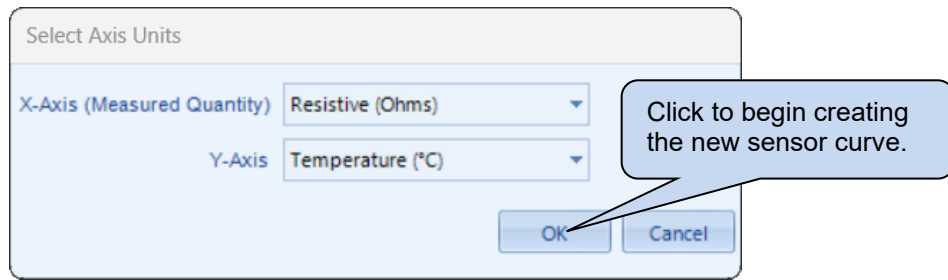 Select Axis Units
X-Axis (Measured Quantity) Resistive (Ohms)
Y-Axis Temperature (°C)
Click to begin creating
the new sensor curve.
OK Cancel